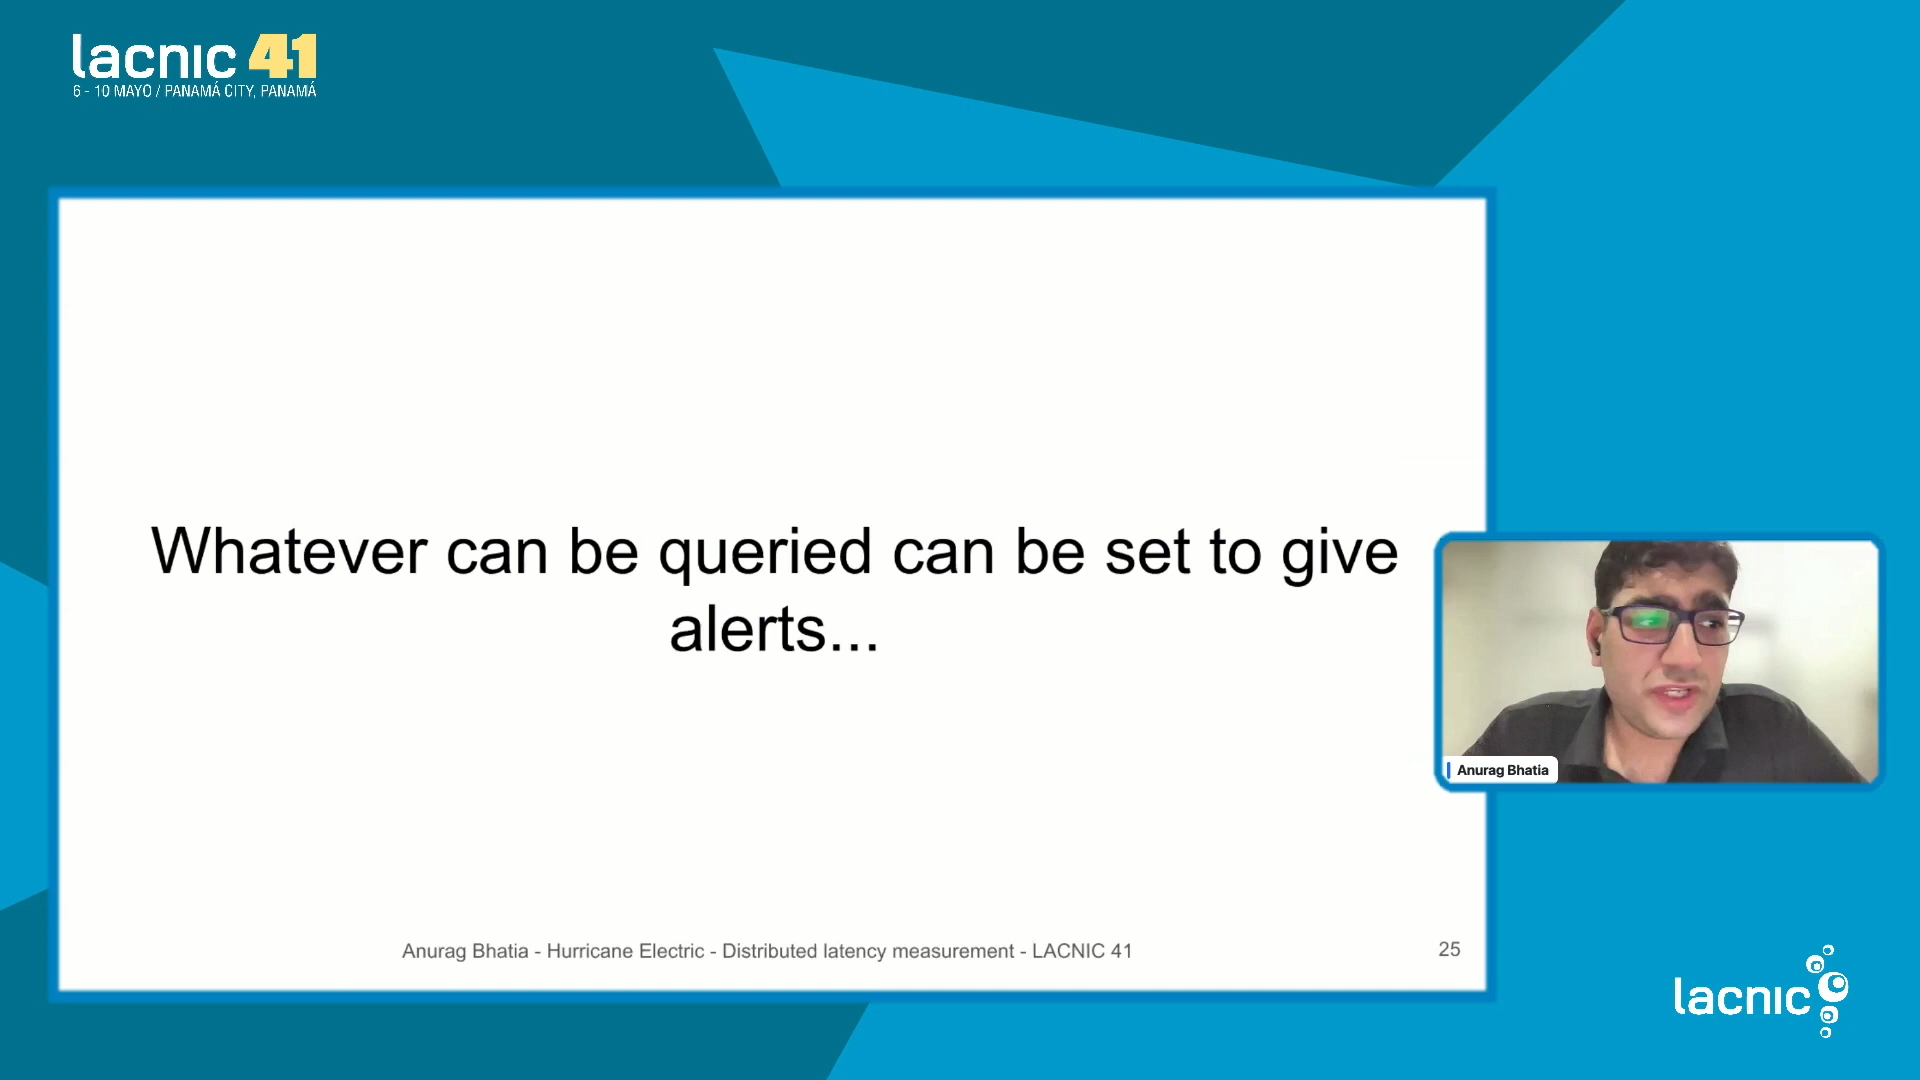 lacnic 41
6 - 10 MAYO / PANAMÁ CITY, PANAMÁ
Whatever can be queried can be set to give
alerts...
Anurag Bhatia
Anurag Bhatia - Hurricane Electric - Distributed latency measurement - LACNIC 41
25
lacnic